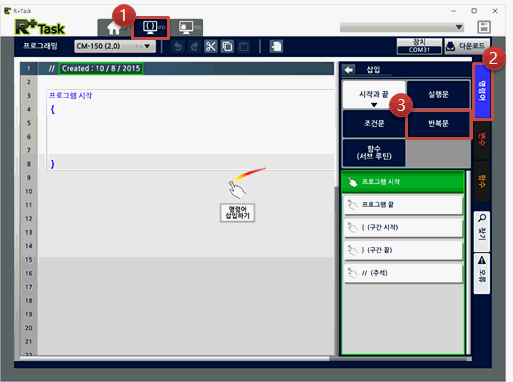 R+Task
1
R+Task
프로그래밍
CM-150 (2,0)
장치
COM31
다운로드
1 // Created : 10 / 8 / 2015
2
3 프로그램 시작
4 {
5
6
7
8 }
9
10
11
12
13
14
15
16
17
18
19
20
21
22
명령어
삽입하기
삽입
2
시작과 끝
실행문
3
조건문
반복문
함수
(서브 루틴)
프로그램 시작
프로그램 끝
{ (구간 시작)
} (구간 끝)
// (주석)
명령어
변수
함수
찾기
오류